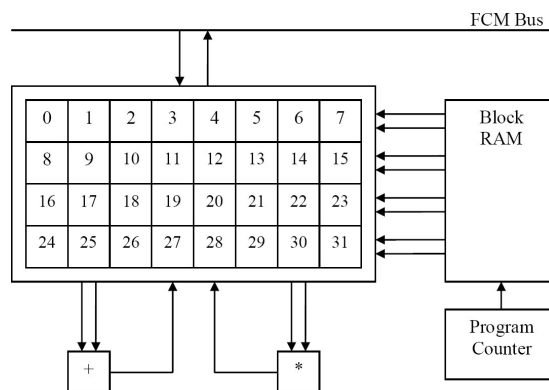 FCM Bus
0 1 2 3 4 5 6 7
8 9 10 11 12 13 14 15
16 17 18 19 20 21 22 23
24 25 26 27 28 29 30 31
Block
RAM
Program
Counter
+
*